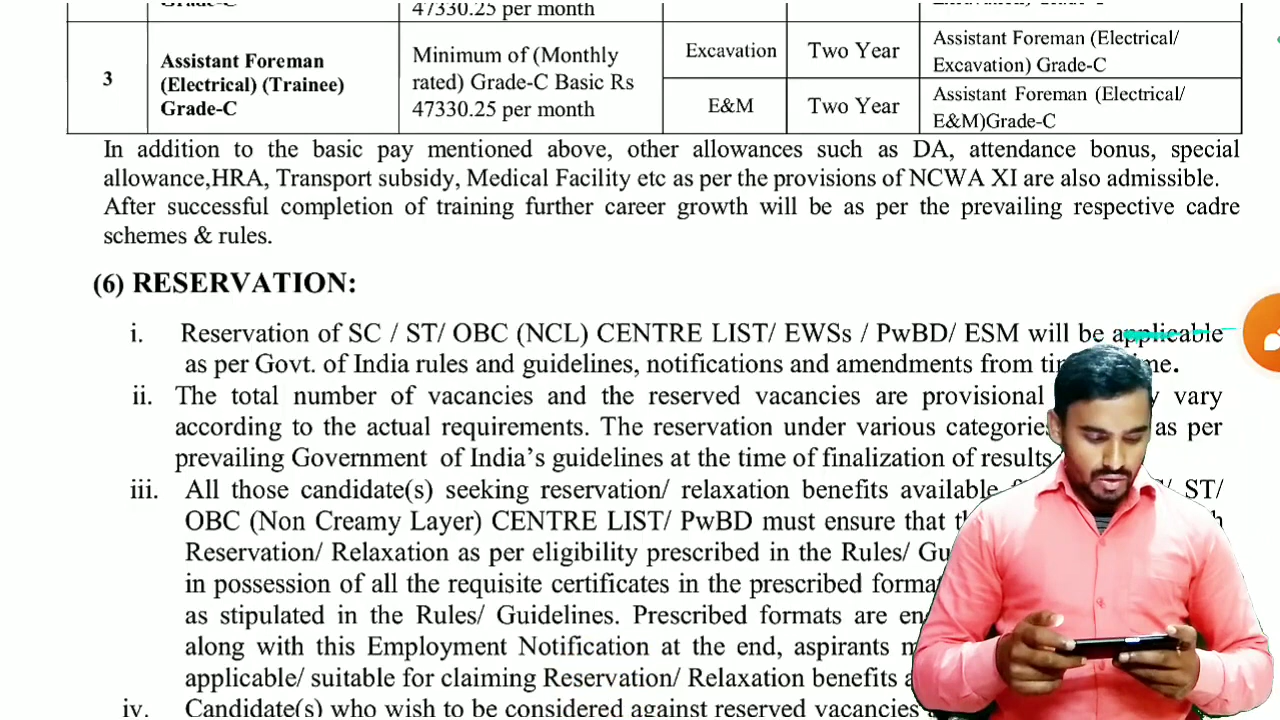 47330.25 per month
3
Assistant Foreman
(Electrical) (Trainee)
Grade-C
Minimum of (Monthly
rated) Grade-C Basic Rs
47330.25 per month
Excavation
Two Year
Assistant Foreman (Electrical/
Excavation) Grade-C
E&M
Two Year
Assistant Foreman (Electrical/
E&M)Grade-C
In addition to the basic pay mentioned above, other allowances such as DA, attendance bonus, special
allowance,HRA, Transport subsidy, Medical Facility etc as per the provisions of NCWA XI are also admissible.
After successful completion of training further career growth will be as per the prevailing respective cadre
schemes & rules.
(6) RESERVATION:
i. Reservation of SC / ST/ OBC (NCL) CENTRE LIST/ EWSs / PwBD/ ESM will be applicable
as per Govt. of India rules and guidelines, notifications and amendments from
ii. The total number of vacancies and the reserved vacancies are provisional vary
according to the actual requirements. The reservation under various as per
prevailing Government of India's guidelines at the time of finalization of results
iii. All those candidate(s) seeking reservation/ relaxation benefits available ST/
OBC (Non Creamy Layer) CENTRE LIST/ PwBD must ensure that
Reservation/ Relaxation as per eligibility prescribed in the Rules/
in possession of all the requisite certificates in the prescribed
as stipulated in the Rules/ Guidelines. Prescribed formats are
along with this Employment Notification at the end, aspirants
applicable/ suitable for claiming Reservation/ Relaxation benefits
iv. Candidate(s) who wish to be considered against reserved vacancies